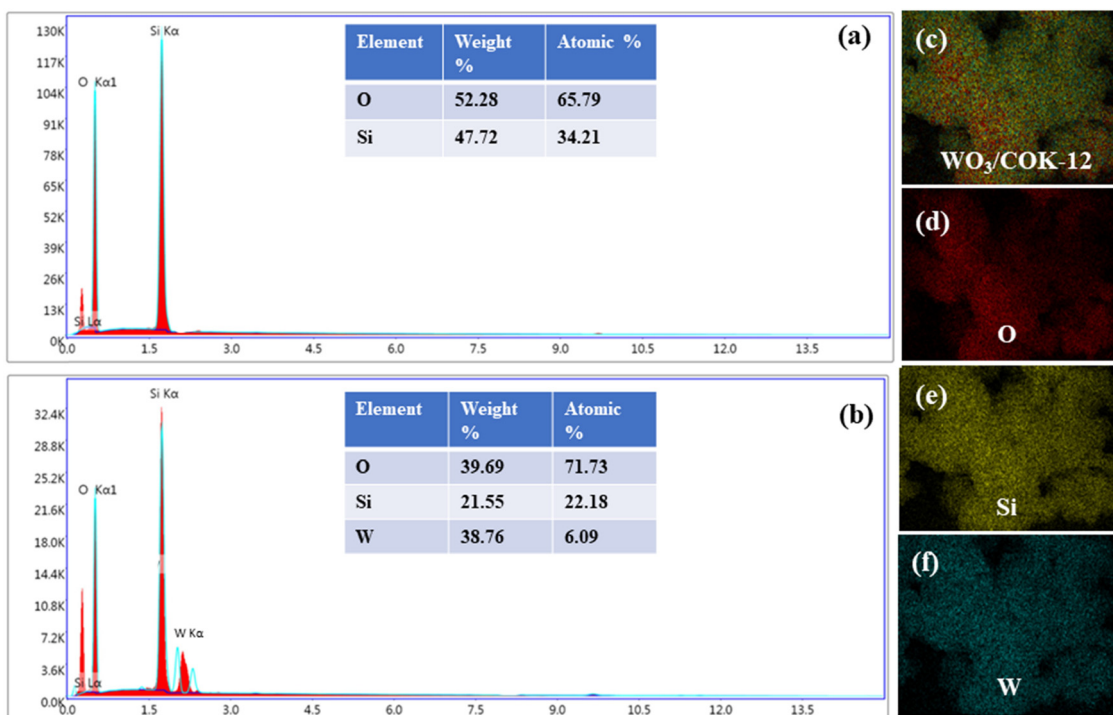 (a)
130K
117K
104K
91K
78K
65K
52K
39K
26K
13K
0K
O Kα1
Si Kα
Si Lα
0.0 1.5 3.0 4.5 6.0 7.5 9.0 10.5 12.0 13.5
Element Weight % Atomic %
O 52.28 65.79
Si 47.72 34.21
(b)
32.4K
28.8K
25.2K
21.6K
18.0K
14.4K
10.8K
7.2K
3.6K
0.0K
O Kα1
Si Kα
W Kα
Si Lα
0.0 1.5 3.0 4.5 6.0 7.5 9.0 10.5 12.0 13.5
Element Weight % Atomic %
O 39.69 71.73
Si 21.55 22.18
W 38.76 6.09
(c)
WO₃/COK-12
(d)
O
(e)
Si
(f)
W